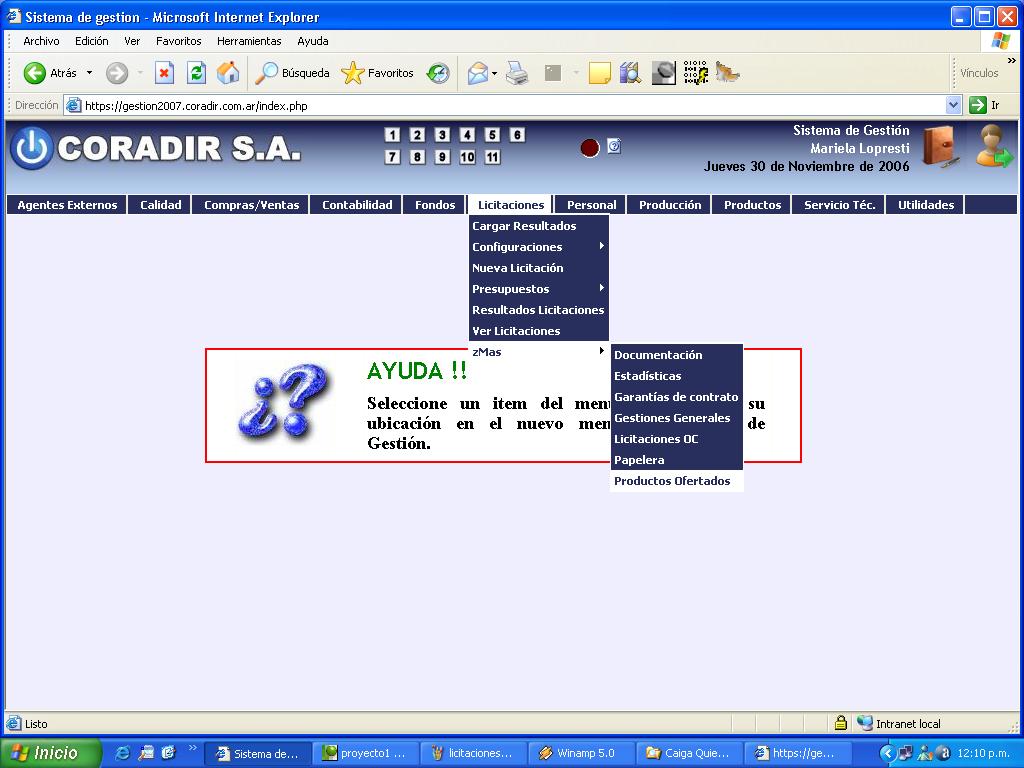 Sistema de gestion - Microsoft Internet Explorer
Archivo Edición Ver Favoritos Herramientas Ayuda
Atrás Búsqueda Favoritos Vínculos »
Dirección https://gestion2007.coradir.com.ar/index.php Ir
CORADIR S.A.
1 2 3 4 5 6
7 8 9 10 11
Sistema de Gestión
Mariela Lopresti
Jueves 30 de Noviembre de 2006
Agentes Externos Calidad Compras/Ventas Contabilidad Fondos Licitaciones Personal Producción Productos Servicio Téc. Utilidades
Cargar Resultados
Configuraciones
Nueva Licitación
Presupuestos
Resultados Licitaciones
Ver Licitaciones
zMas
Documentación
Estadísticas
Garantías de contrato
Gestiones Generales
Licitaciones OC
Papelera
Productos Ofertados
¿?
AYUDA !!
Seleccione un item del men su
ubicación en el nuevo men de
Gestión.
Listo Intranet local
Inicio » Sistema de... proyecto1 ... licitaciones... Winamp 5.0 Caiga Quie... https://ge... 12:10 p.m.